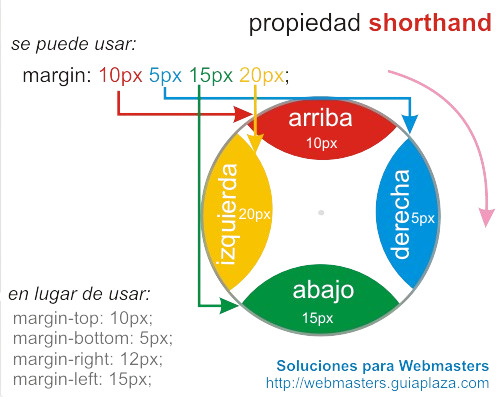 propiedad shorthand
se puede usar:
margin: 10px 5px 15px 20px;
arriba
10px
izquierda
20px
derecha
5px
abajo
15px
en lugar de usar:
margin-top: 10px;
margin-bottom: 5px;
margin-right: 12px;
margin-left: 15px;
Soluciones para Webmasters
http://webmasters.guiaplaza.com